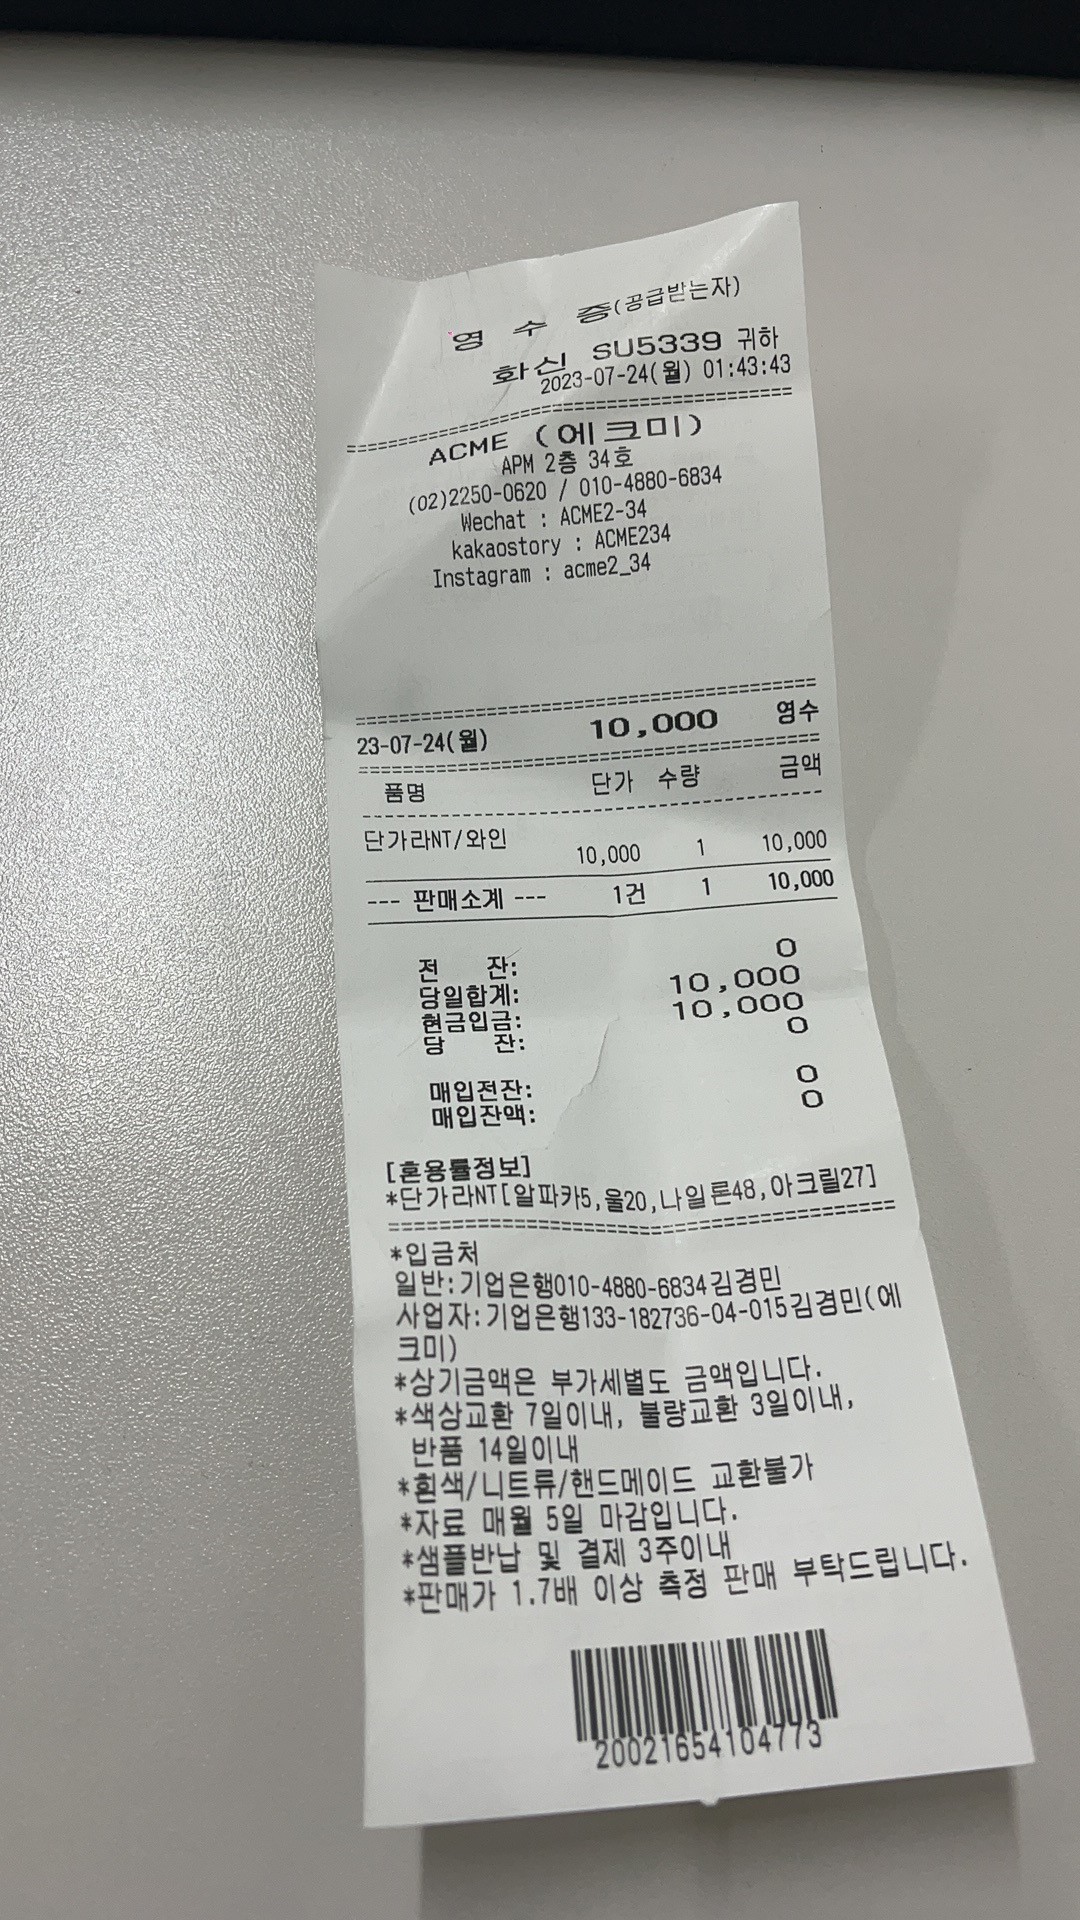 영 수 증(공급받는자)
화신 SU5339 귀하
2023-07-24(월) 01:43:43
ACME (에크미)
APM 2층 34호
(02)2250-0620 / 010-4880-6834
Wechat : ACME2-34
kakaostory : ACME234
Instagram : acme2_34
23-07-24(월) 10,000 영수
품명 단가 수량 금액
단가라NT/와인
10,000 1 10,000
--- 판매소계 --- 1건 1 10,000
전 잔: 0
당일합계: 10,000
현금입금: 10,000
당 잔: 0
매입전잔: 0
매입잔액: 0
[혼용률정보]
*단가라NT[알파카5,울20,나일론48,아크릴27]
*입금처
일반:기업은행010-4880-6834김경민
사업자:기업은행133-182736-04-015김경민(에
크미)
*상기금액은 부가세별도 금액입니다.
*색상교환 7일이내, 불량교환 3일이내,
반품 14일이내
*흰색/니트류/핸드메이드 교환불가
*자료 매월 5일 마감입니다.
*샘플반납 및 결제 3주이내
*판매가 1.7배 이상 측정 판매 부탁드립니다.
20021654104773